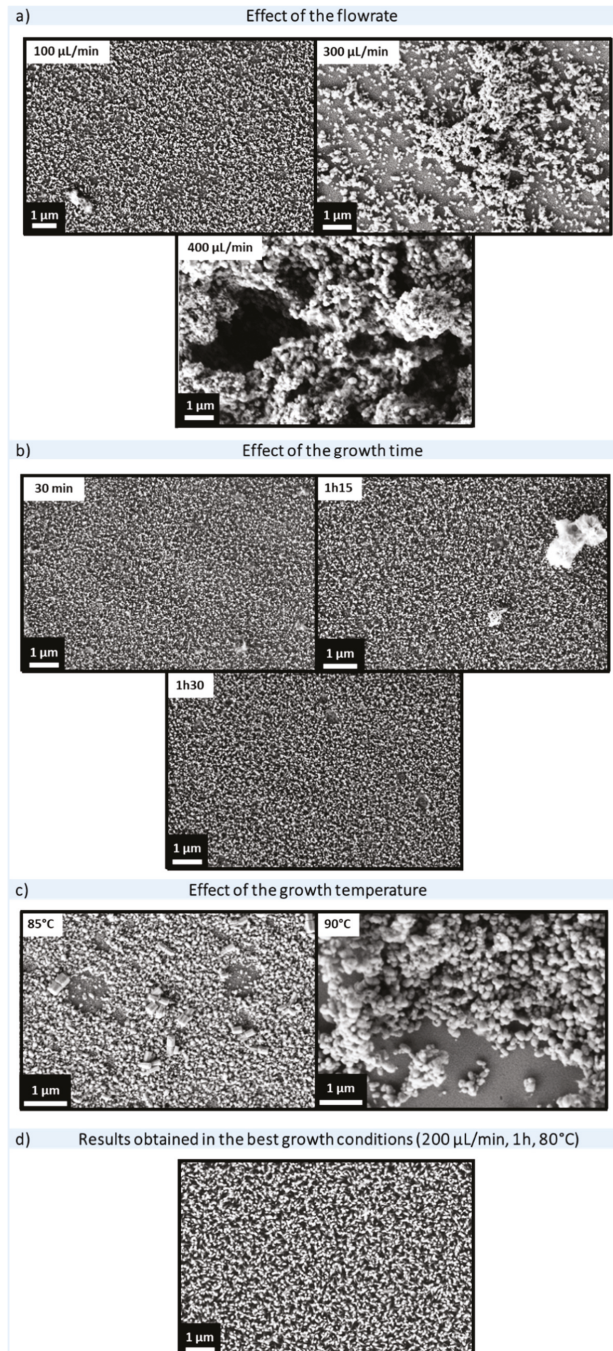 a) Effect of the flowrate
100 µL/min
300 µL/min
1 µm
1 µm
400 µL/min
1 µm
b) Effect of the growth time
30 min
1h15
1 µm
1 µm
1h30
1 µm
c) Effect of the growth temperature
85°C
90°C
1 µm
1 µm
d) Results obtained in the best growth conditions (200 µL/min, 1h, 80°C)
1 µm